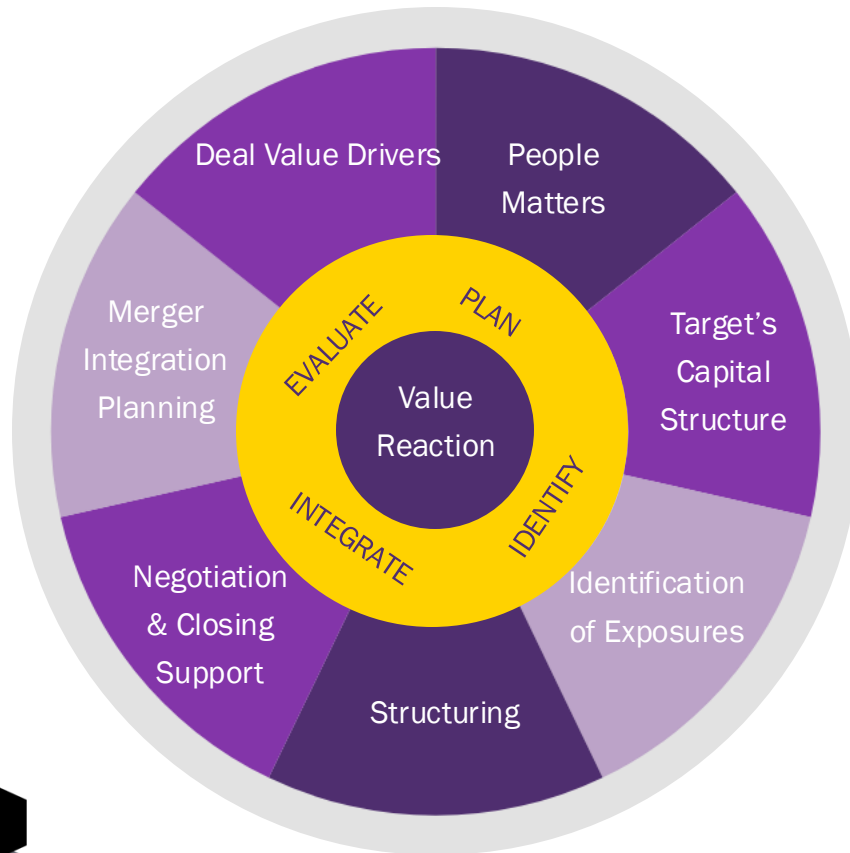 Deal Value Drivers
People
Matters
Target’s
Capital
Structure
Identification
of Exposures
Structuring
Negotiation
& Closing
Support
Merger
Integration
Planning
EVALUATE
PLAN
IDENTIFY
INTEGRATE
Value
Reaction